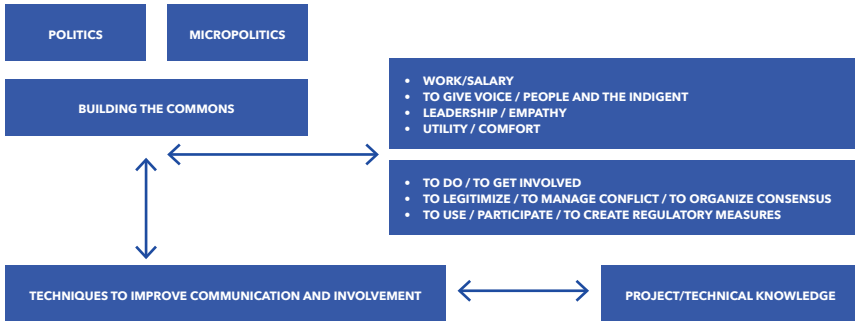 POLITICS
MICROPOLITICS
BUILDING THE COMMONS
• WORK/SALARY
• TO GIVE VOICE / PEOPLE AND THE INDIGENT
• LEADERSHIP / EMPATHY
• UTILITY / COMFORT
• TO DO / TO GET INVOLVED
• TO LEGITIMIZE / TO MANAGE CONFLICT / TO ORGANIZE CONSENSUS
• TO USE / PARTICIPATE / TO CREATE REGULATORY MEASURES
TECHNIQUES TO IMPROVE COMMUNICATION AND INVOLVEMENT
PROJECT/TECHNICAL KNOWLEDGE